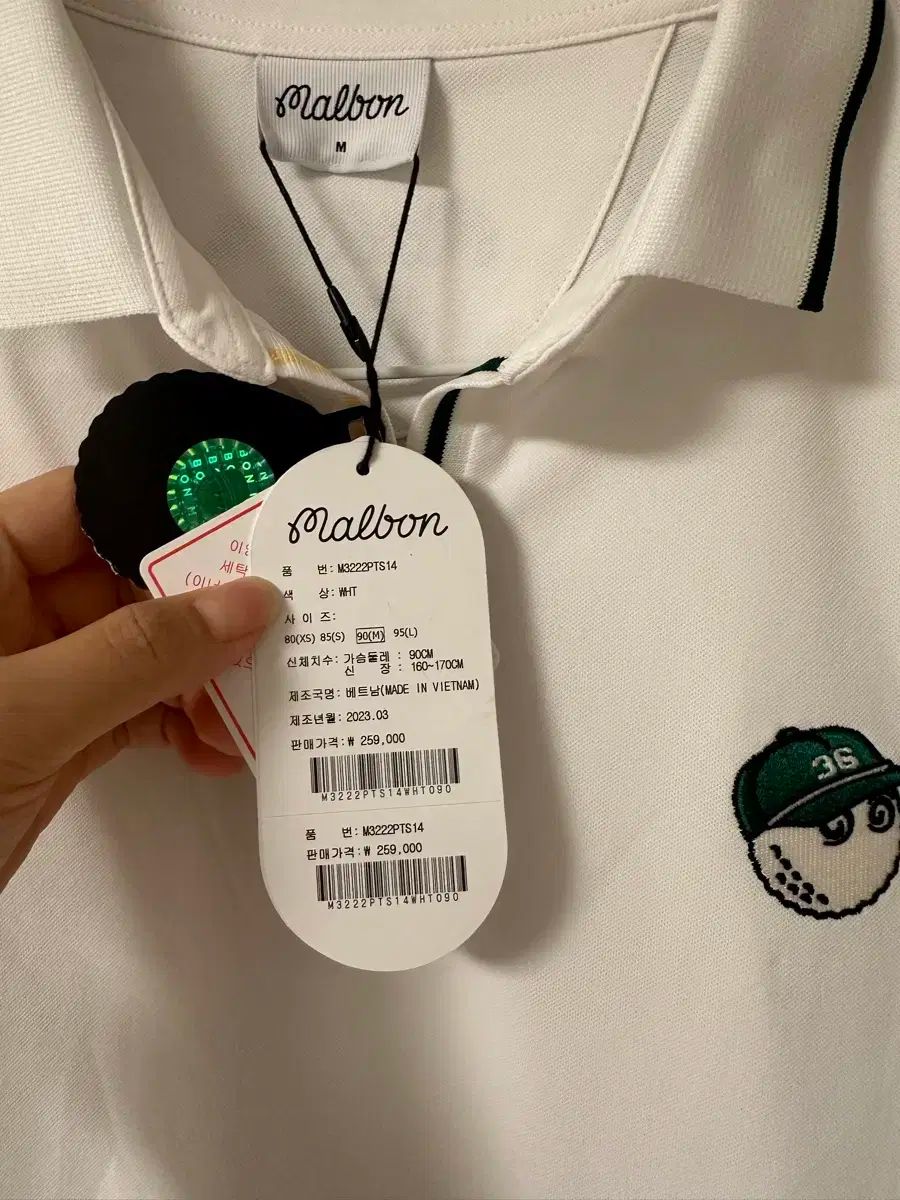 Malbon
M
Malbon
품 번: M3222PTS14
색 상: WHT
사 이 즈:
80(XS) 85(S) 90(M) 95(L)
신체치수: 가슴둘레 : 90CM
신 장 : 160~170CM
제조국명: 베트남(MADE IN VIETNAM)
제조년월: 2023.03
판매가격:₩ 259,000
M3222PTS14WHT090
품 번: M3222PTS14
판매가격:₩ 259,000
M3222PTS14WHT090
세탁
36